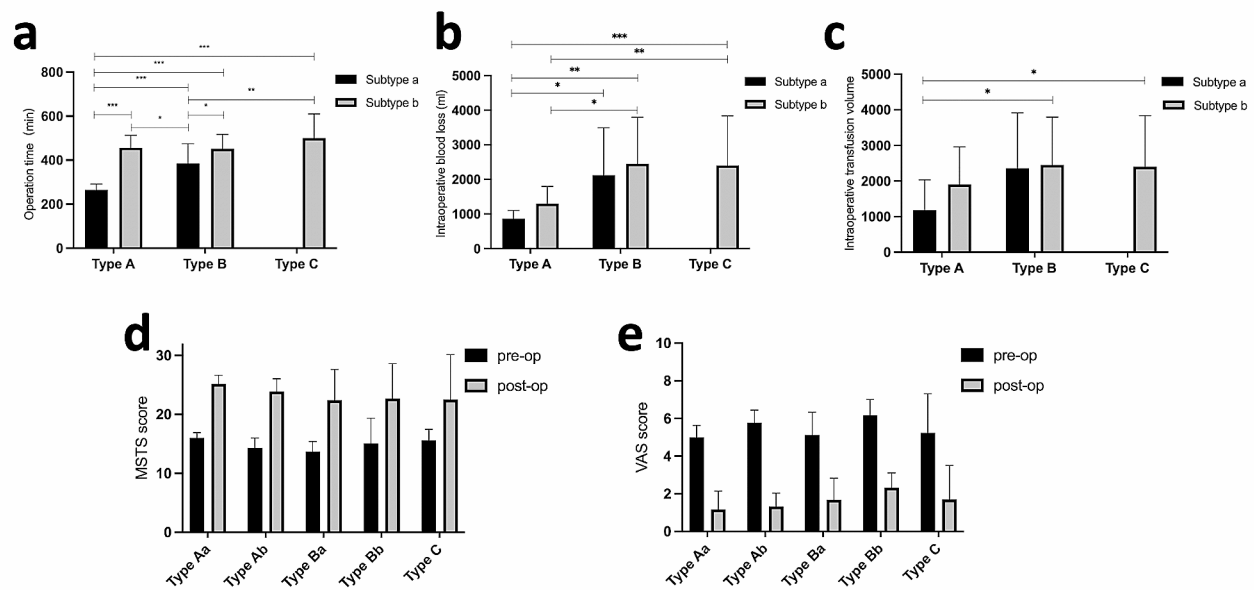 a
***
***
***
**
***
*
*
Operation time (min)
800
600
400
200
0
Type A
Type B
Type C
Subtype a
Subtype b
b
***
**
**
*
*
Intraoperative blood loss (ml)
5000
4000
3000
2000
1000
0
Type A
Type B
Type C
Subtype a
Subtype b
c
*
*
Intraoperative transfusion volume
5000
4000
3000
2000
1000
0
Type A
Type B
Type C
Subtype a
Subtype b
d
MSTS score
30
20
10
0
Type Aa
Type Ab
Type Ba
Type Bb
Type C
pre-op
post-op
e
VAS score
10
8
6
4
2
0
Type Aa
Type Ab
Type Ba
Type Bb
Type C
pre-op
post-op